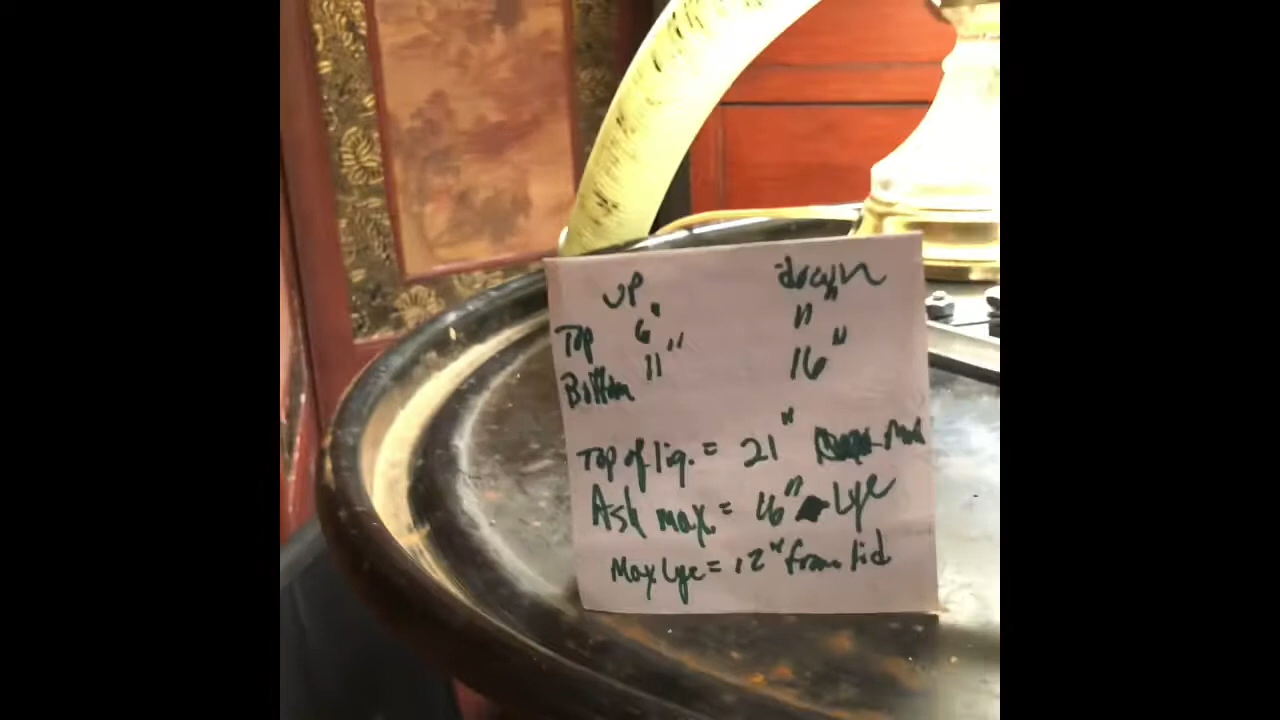 UP down
Top 6" 11"
Bottom 11" 16"
Top of liq. = 21"
Ash max. = 16" Lye
Max Lye = 12" from lid